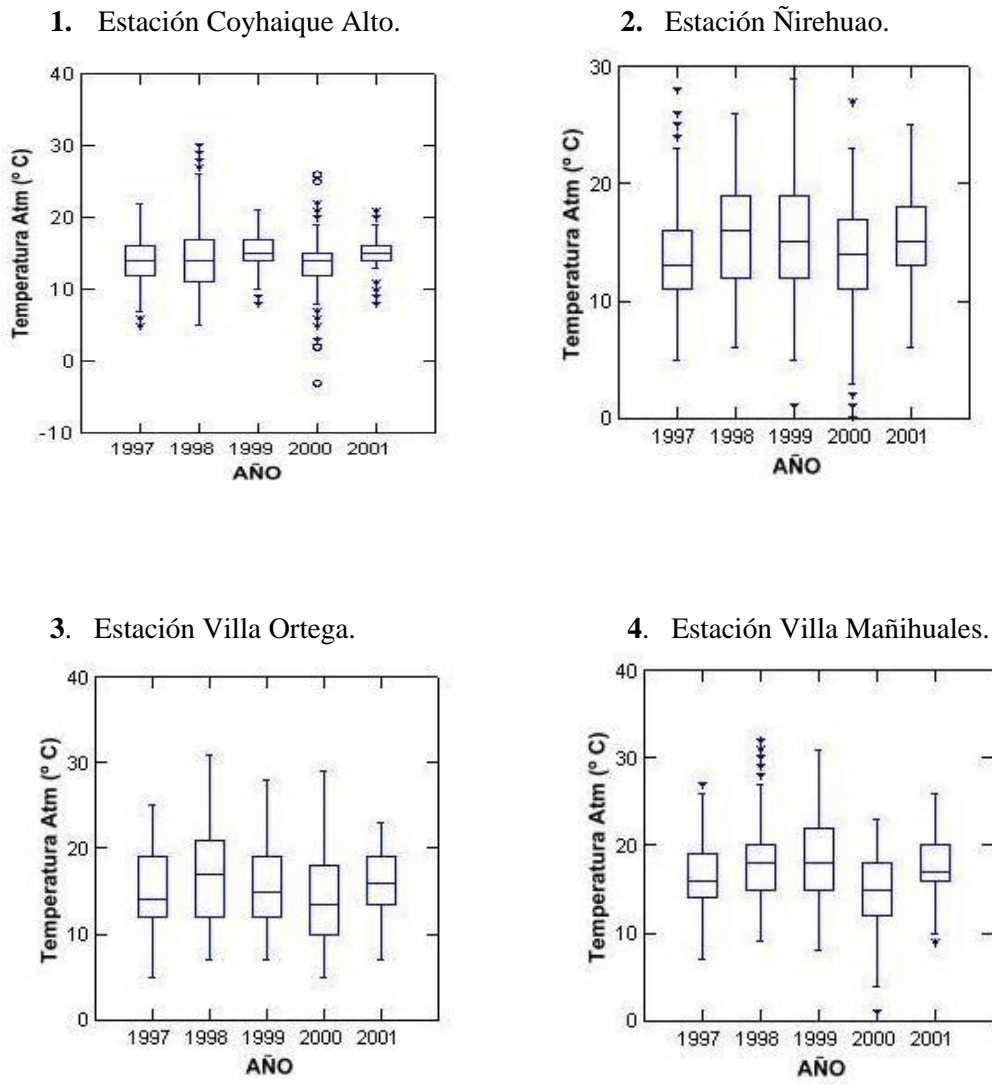 1. Estación Coyhaique Alto.
40
30
20
10
0
-10
Temperatura Atm (º C)
1997 1998 1999 2000 2001
AÑO
2. Estación Ñirehuao.
30
20
10
0
Temperatura Atm (º C)
1997 1998 1999 2000 2001
AÑO
3. Estación Villa Ortega.
40
30
20
10
0
Temperatura Atm (º C)
1997 1998 1999 2000 2001
AÑO
4. Estación Villa Mañihuales.
40
30
20
10
0
Temperatura Atm (º C)
1997 1998 1999 2000 2001
AÑO